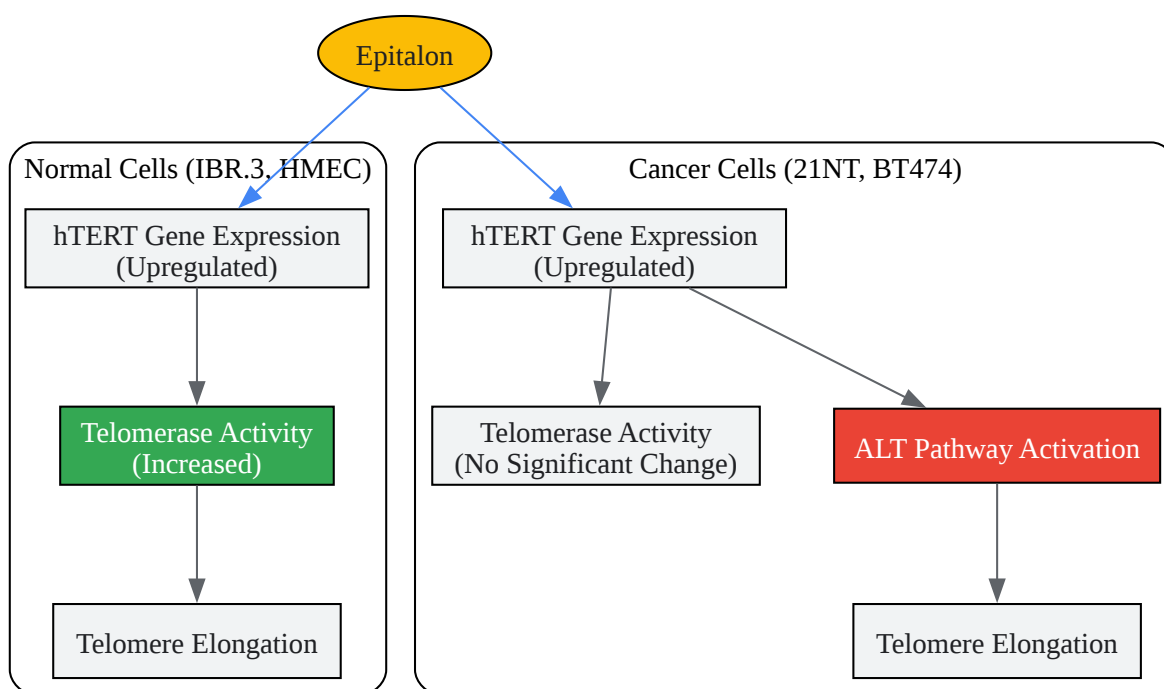 Epitalon
Normal Cells (IBR.3, HMEC)
hTERT Gene Expression
(Upregulated)
Telomerase Activity
(Increased)
Telomere Elongation
Cancer Cells (21NT, BT474)
hTERT Gene Expression
(Upregulated)
Telomerase Activity
(No Significant Change)
ALT Pathway Activation
Telomere Elongation